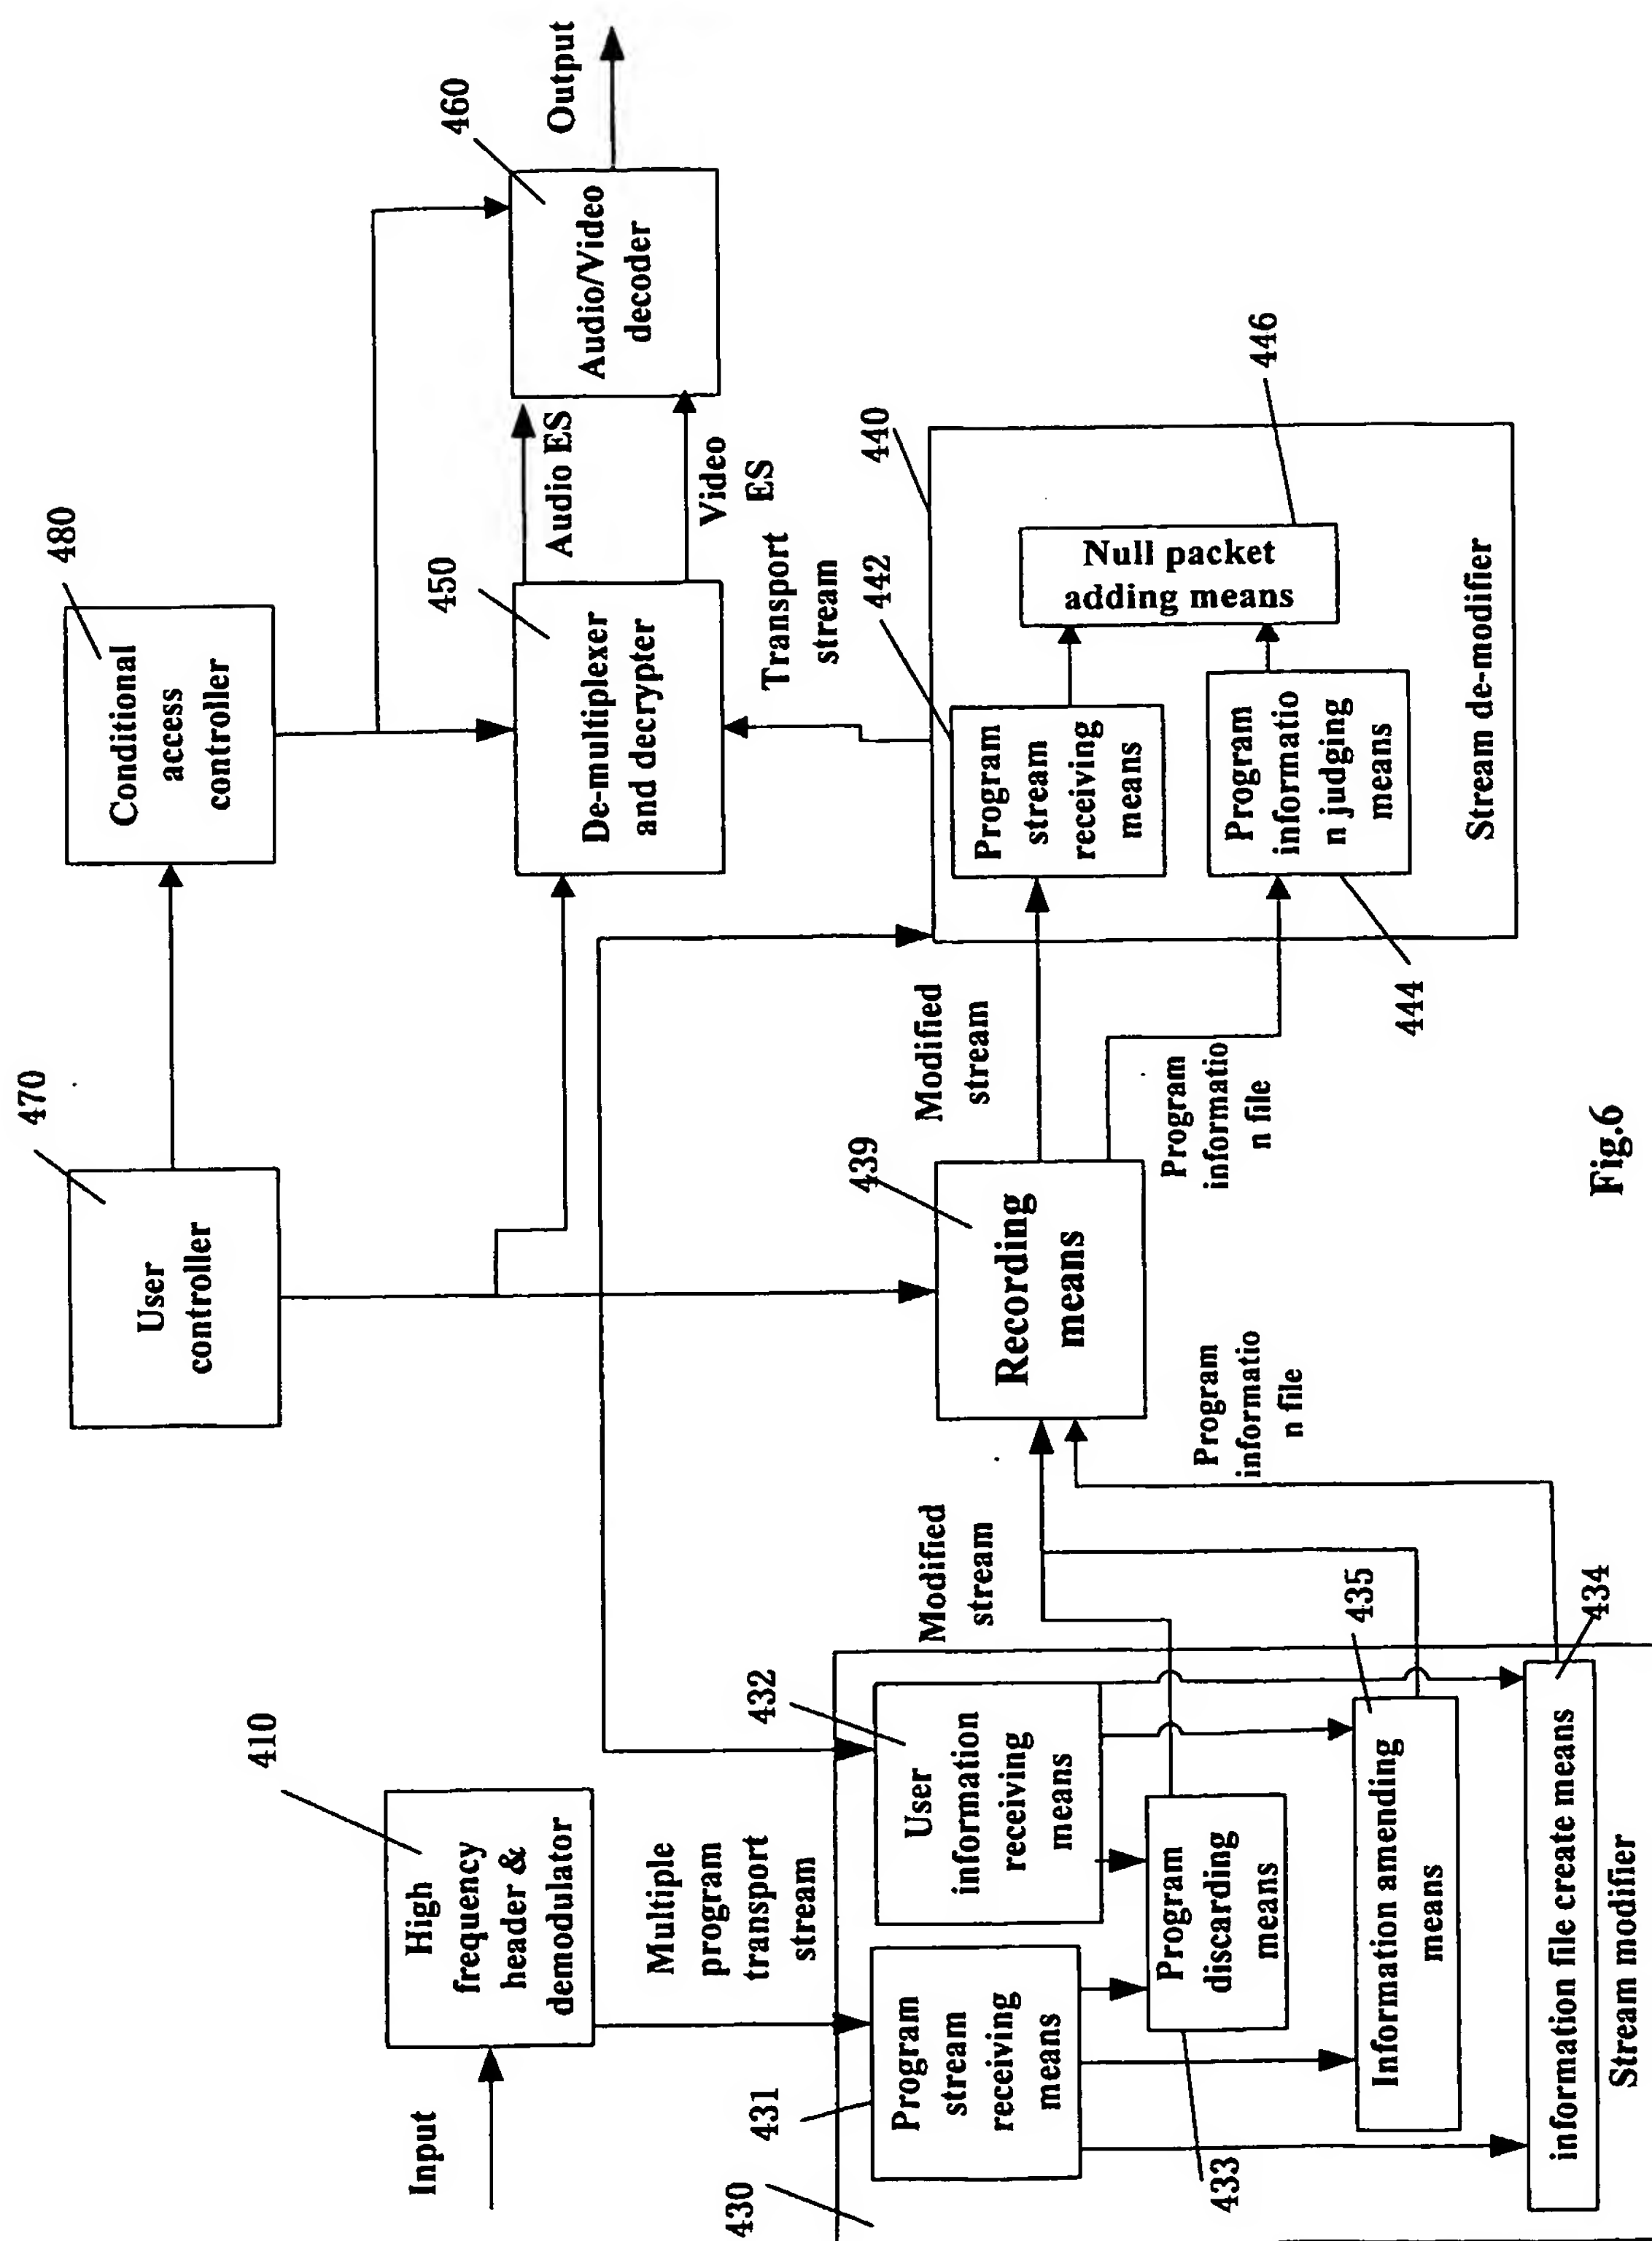 Input
410
High
frequency
header &
demodulator
Multiple
program
transport
stream
470
User
controller
480
Conditional
access
controller
450
De-multiplexer
and decrypter
Audio ES
Video
ES
460
Audio/Video
decoder
Output
430
431
Program
stream
receiving
means
432
User
information
receiving
means
433
Program
discarding
means
435
Information amending
means
434
information file create means
Stream modifier
Modified
stream
Program
informatio
n file
439
Recording
means
Modified
stream
Program
informatio
n file
Transport
stream
440
442
Program
stream
receiving
means
444
Program
informatio
n judging
means
446
Null packet
adding means
Stream de-modifier
Fig.6